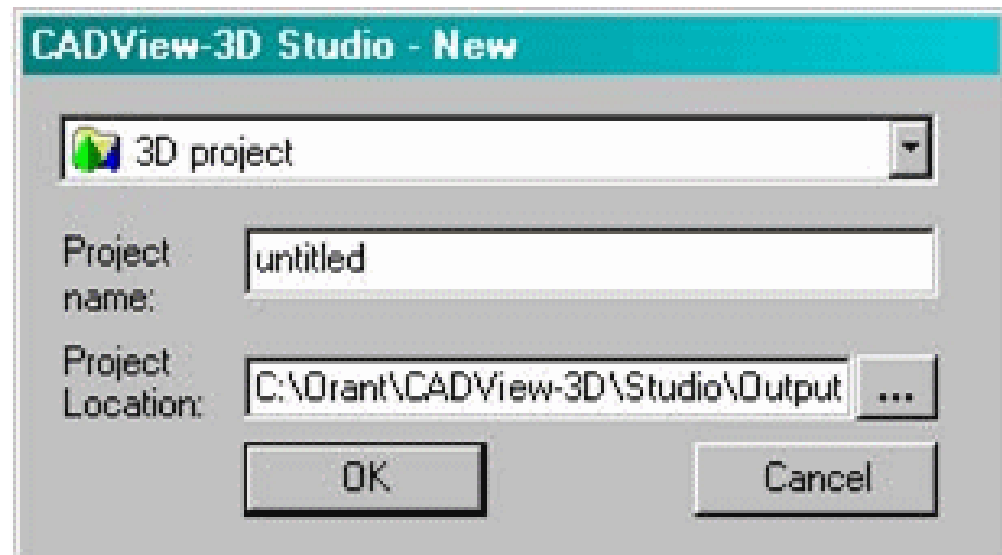 CADView-3D Studio - New
3D project
Project
name:
untitled
Project
Location:
C:\Orant\CADView-3D\Studio\Output
...
OK
Cancel